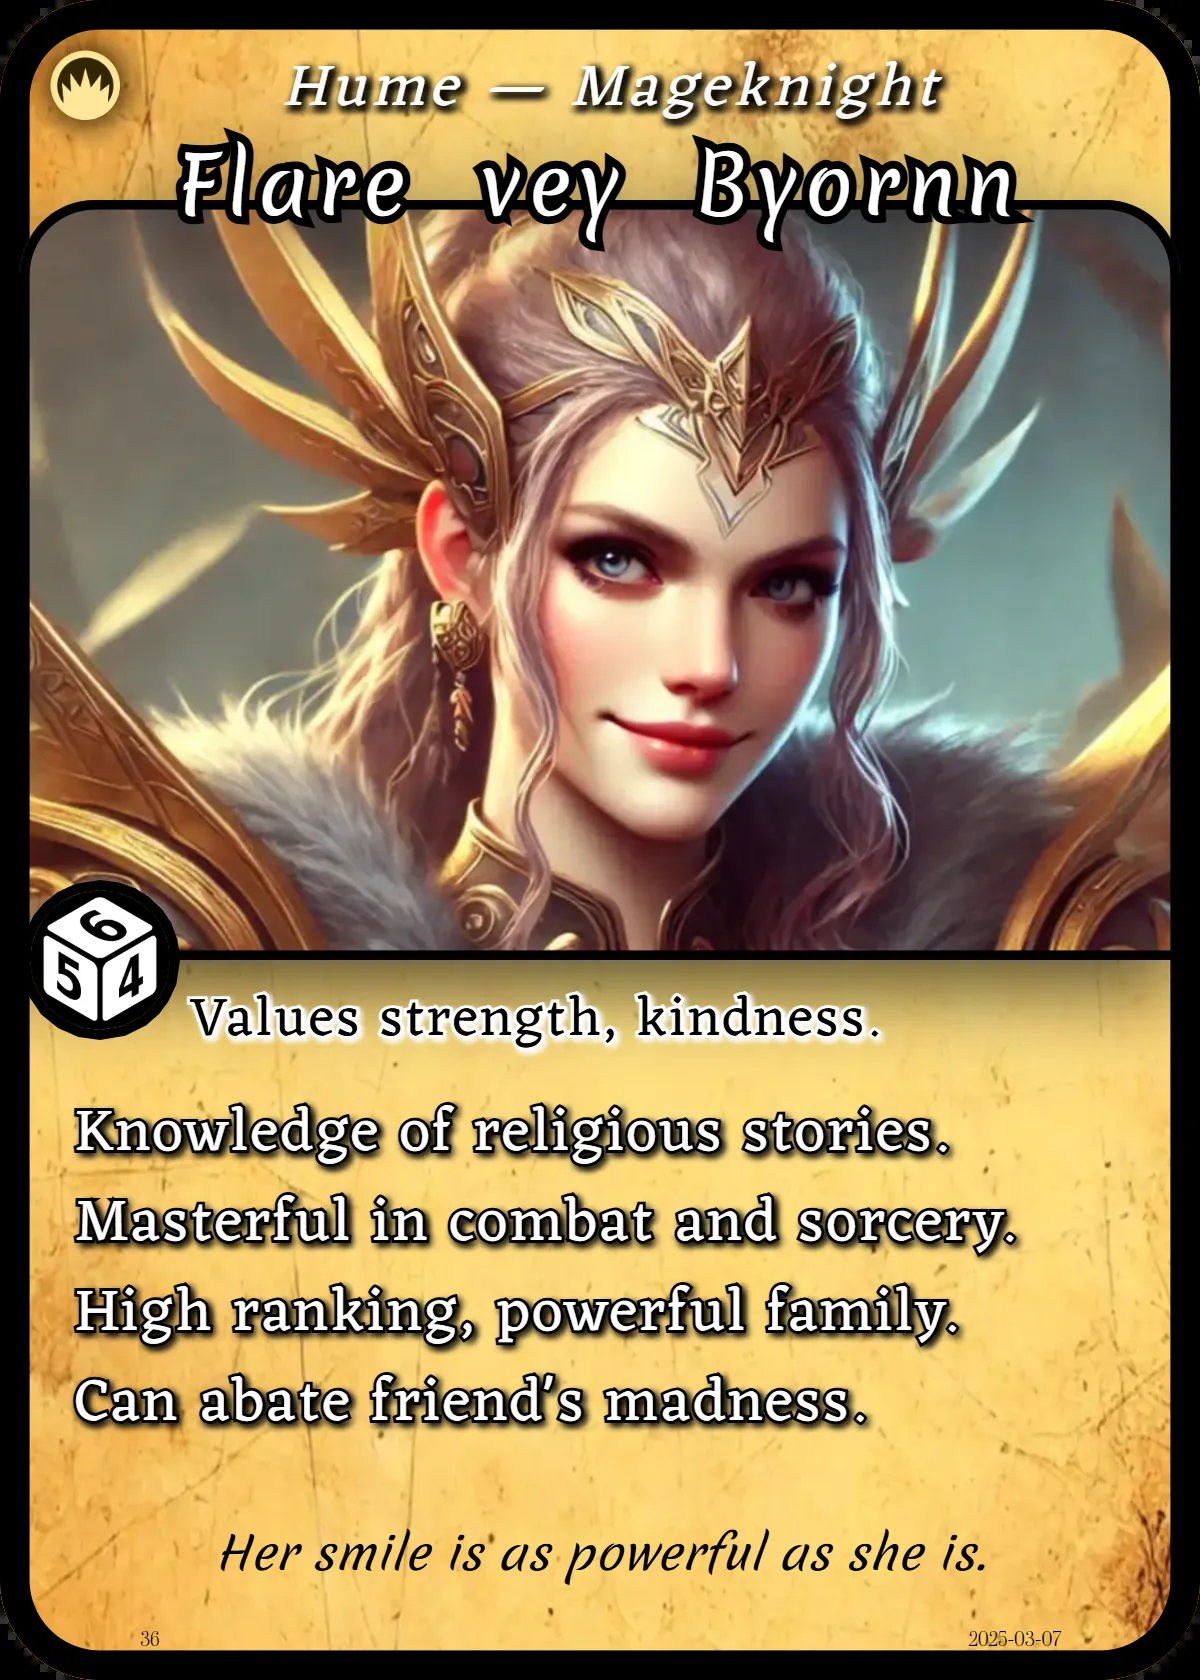 Hume — Mageknight
Flare vey Byornn
6
5 4
Values strength, kindness.
Knowledge of religious stories.
Masterful in combat and sorcery.
High ranking, powerful family.
Can abate friend's madness.
Her smile is as powerful as she is.
36 2025-03-07